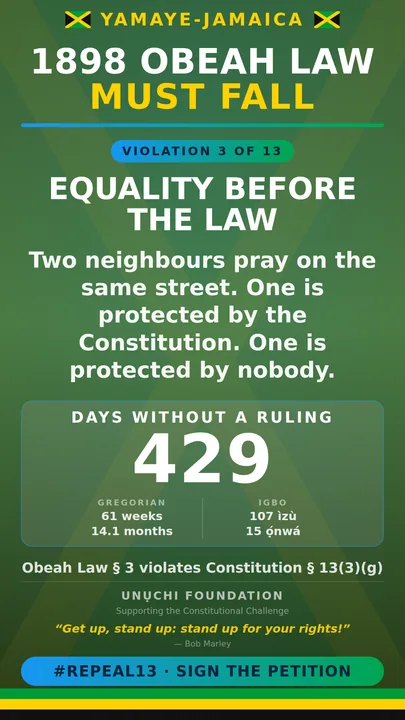 YAMAYE-JAMAICA
1898 OBEAH LAW
MUST FALL
VIOLATION 3 OF 13
EQUALITY BEFORE
THE LAW
Two neighbours pray on the
same street. One is
protected by the
Constitution. One is
protected by nobody.
DAYS WITHOUT A RULING
429
GREGORIAN
61 weeks
14.1 months
IGBO
107 ìzù
15 ọ́nwá
Obeah Law § 3 violates Constitution § 13(3)(g)
UNỤCHI FOUNDATION
Supporting the Constitutional Challenge
“Get up, stand up: stand up for your rights!”
— Bob Marley
#REPEAL13 · SIGN THE PETITION